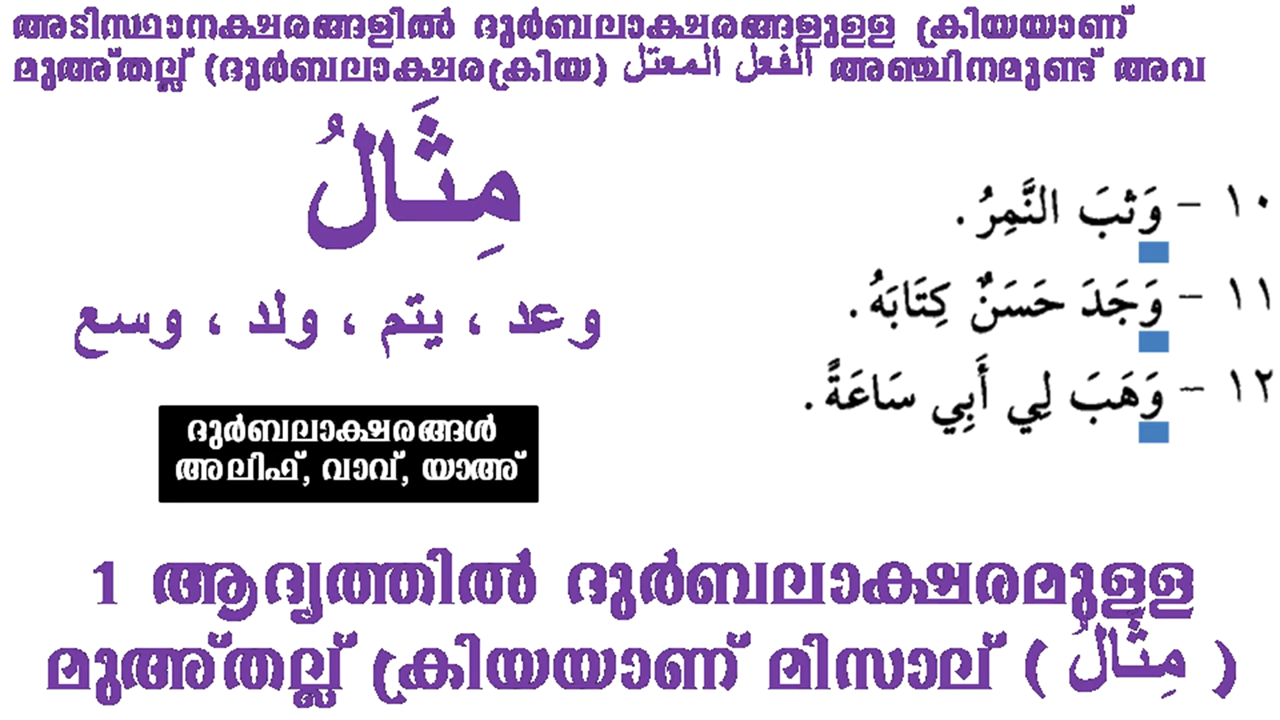 അടിസ്ഥാനക്ഷരങ്ങളിൽ ദുർബലാക്ഷരങ്ങളുള്ള ക്രിയയാണ്
മുഅ്തല്ല് (ദുർബലാക്ഷരക്രിയ) الفعل المعتل അഞ്ചിനമുണ്ട് അവ
مِثَالُ
وعد ، يتم ، ولد ، وسع
١٠ – وَثبَ النَّمِرُ .
١١ – وَجَدَ حَسَنٌ كِتَابَهُ .
١٢ – وَهَبَ لِي أَبِي سَاعَةً .
ദുർബലാക്ഷരങ്ങൾ
അലിഫ്, വാവ്, യാഅ്
1 ആദ്യത്തിൽ ദുർബലാക്ഷരമുള്ള
മുഅ്തല്ല് ക്രിയയാണ് മിസാല് ( مِثَالُ )